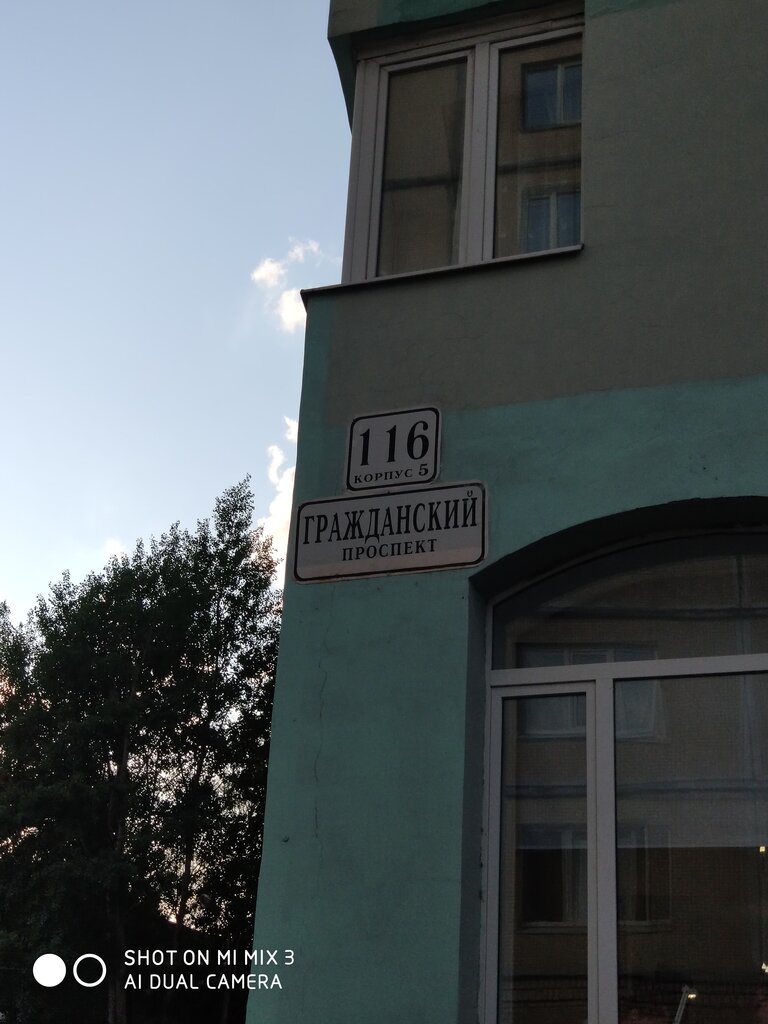 116
КОРПУС 5
ГРАЖДАНСКИЙ
ПРОСПЕКТ
SHOT ON MI MIX 3
AI DUAL CAMERA